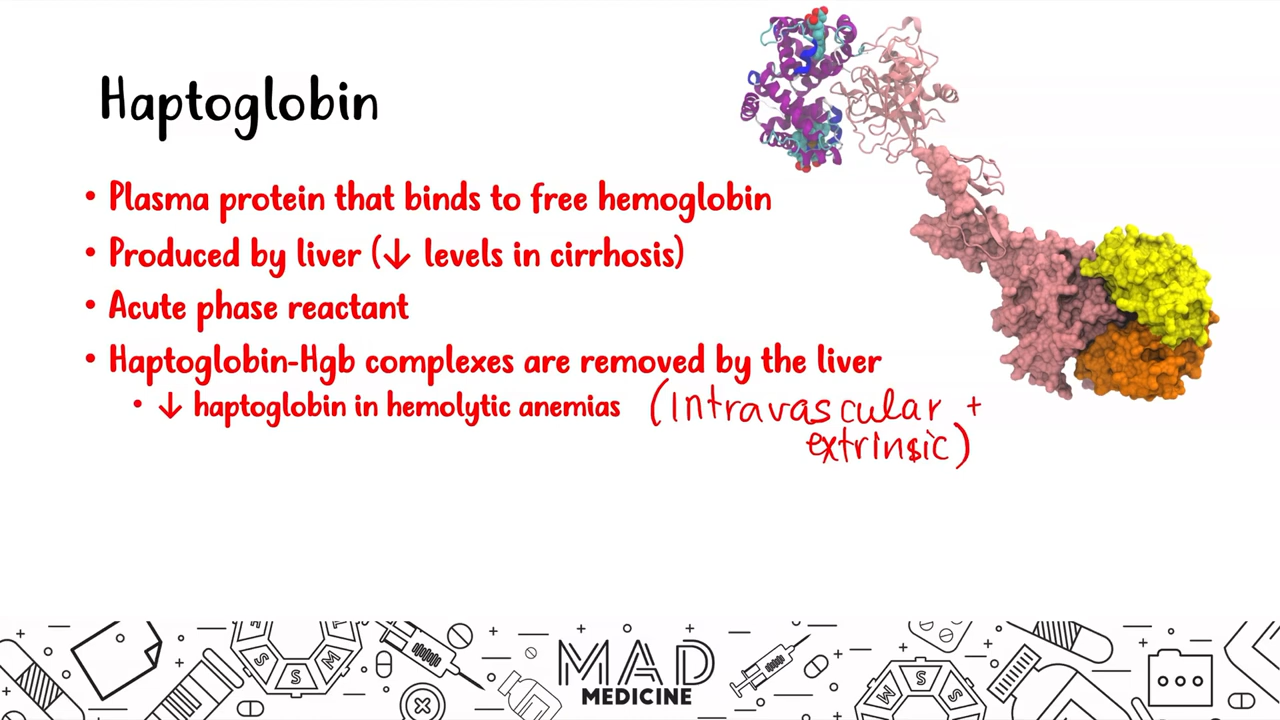 Haptoglobin
• Plasma protein that binds to free hemoglobin
• Produced by liver (↓ levels in cirrhosis)
• Acute phase reactant
• Haptoglobin-Hgb complexes are removed by the liver
• ↓ haptoglobin in hemolytic anemias (Intravascular +
extrinsic)
MAD
MEDICINE